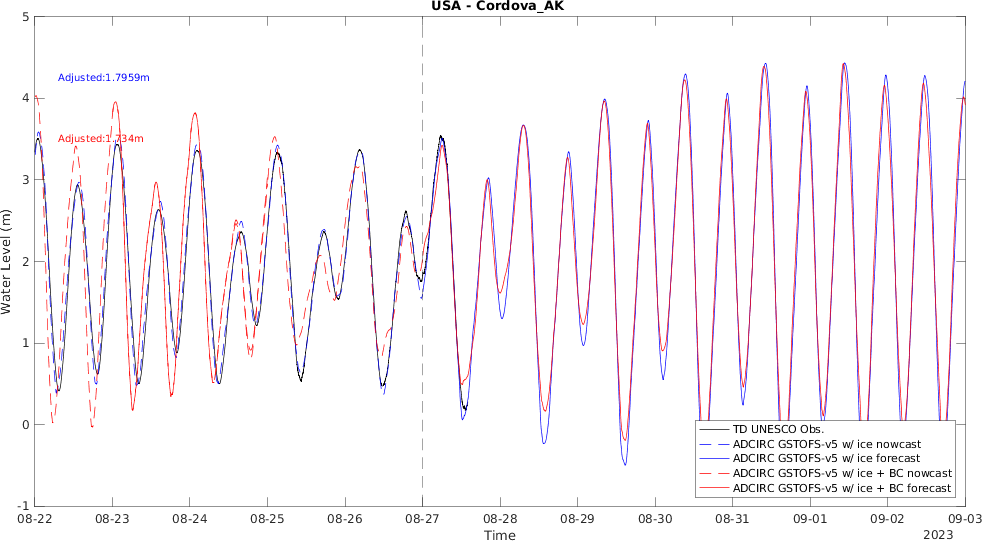 USA - Cordova_AK
5
4
3
2
1
0
-1
Water Level (m)
Adjusted:1.7959m
Adjusted:1.734m
TD UNESCO Obs.
ADCIRC GSTOFS-v5 w/ ice nowcast
ADCIRC GSTOFS-v5 w/ ice forecast
ADCIRC GSTOFS-v5 w/ ice + BC nowcast
ADCIRC GSTOFS-v5 w/ ice + BC forecast
08-22 08-23 08-24 08-25 08-26 08-27 08-28 08-29 08-30 08-31 09-01 09-02 09-03
Time
2023